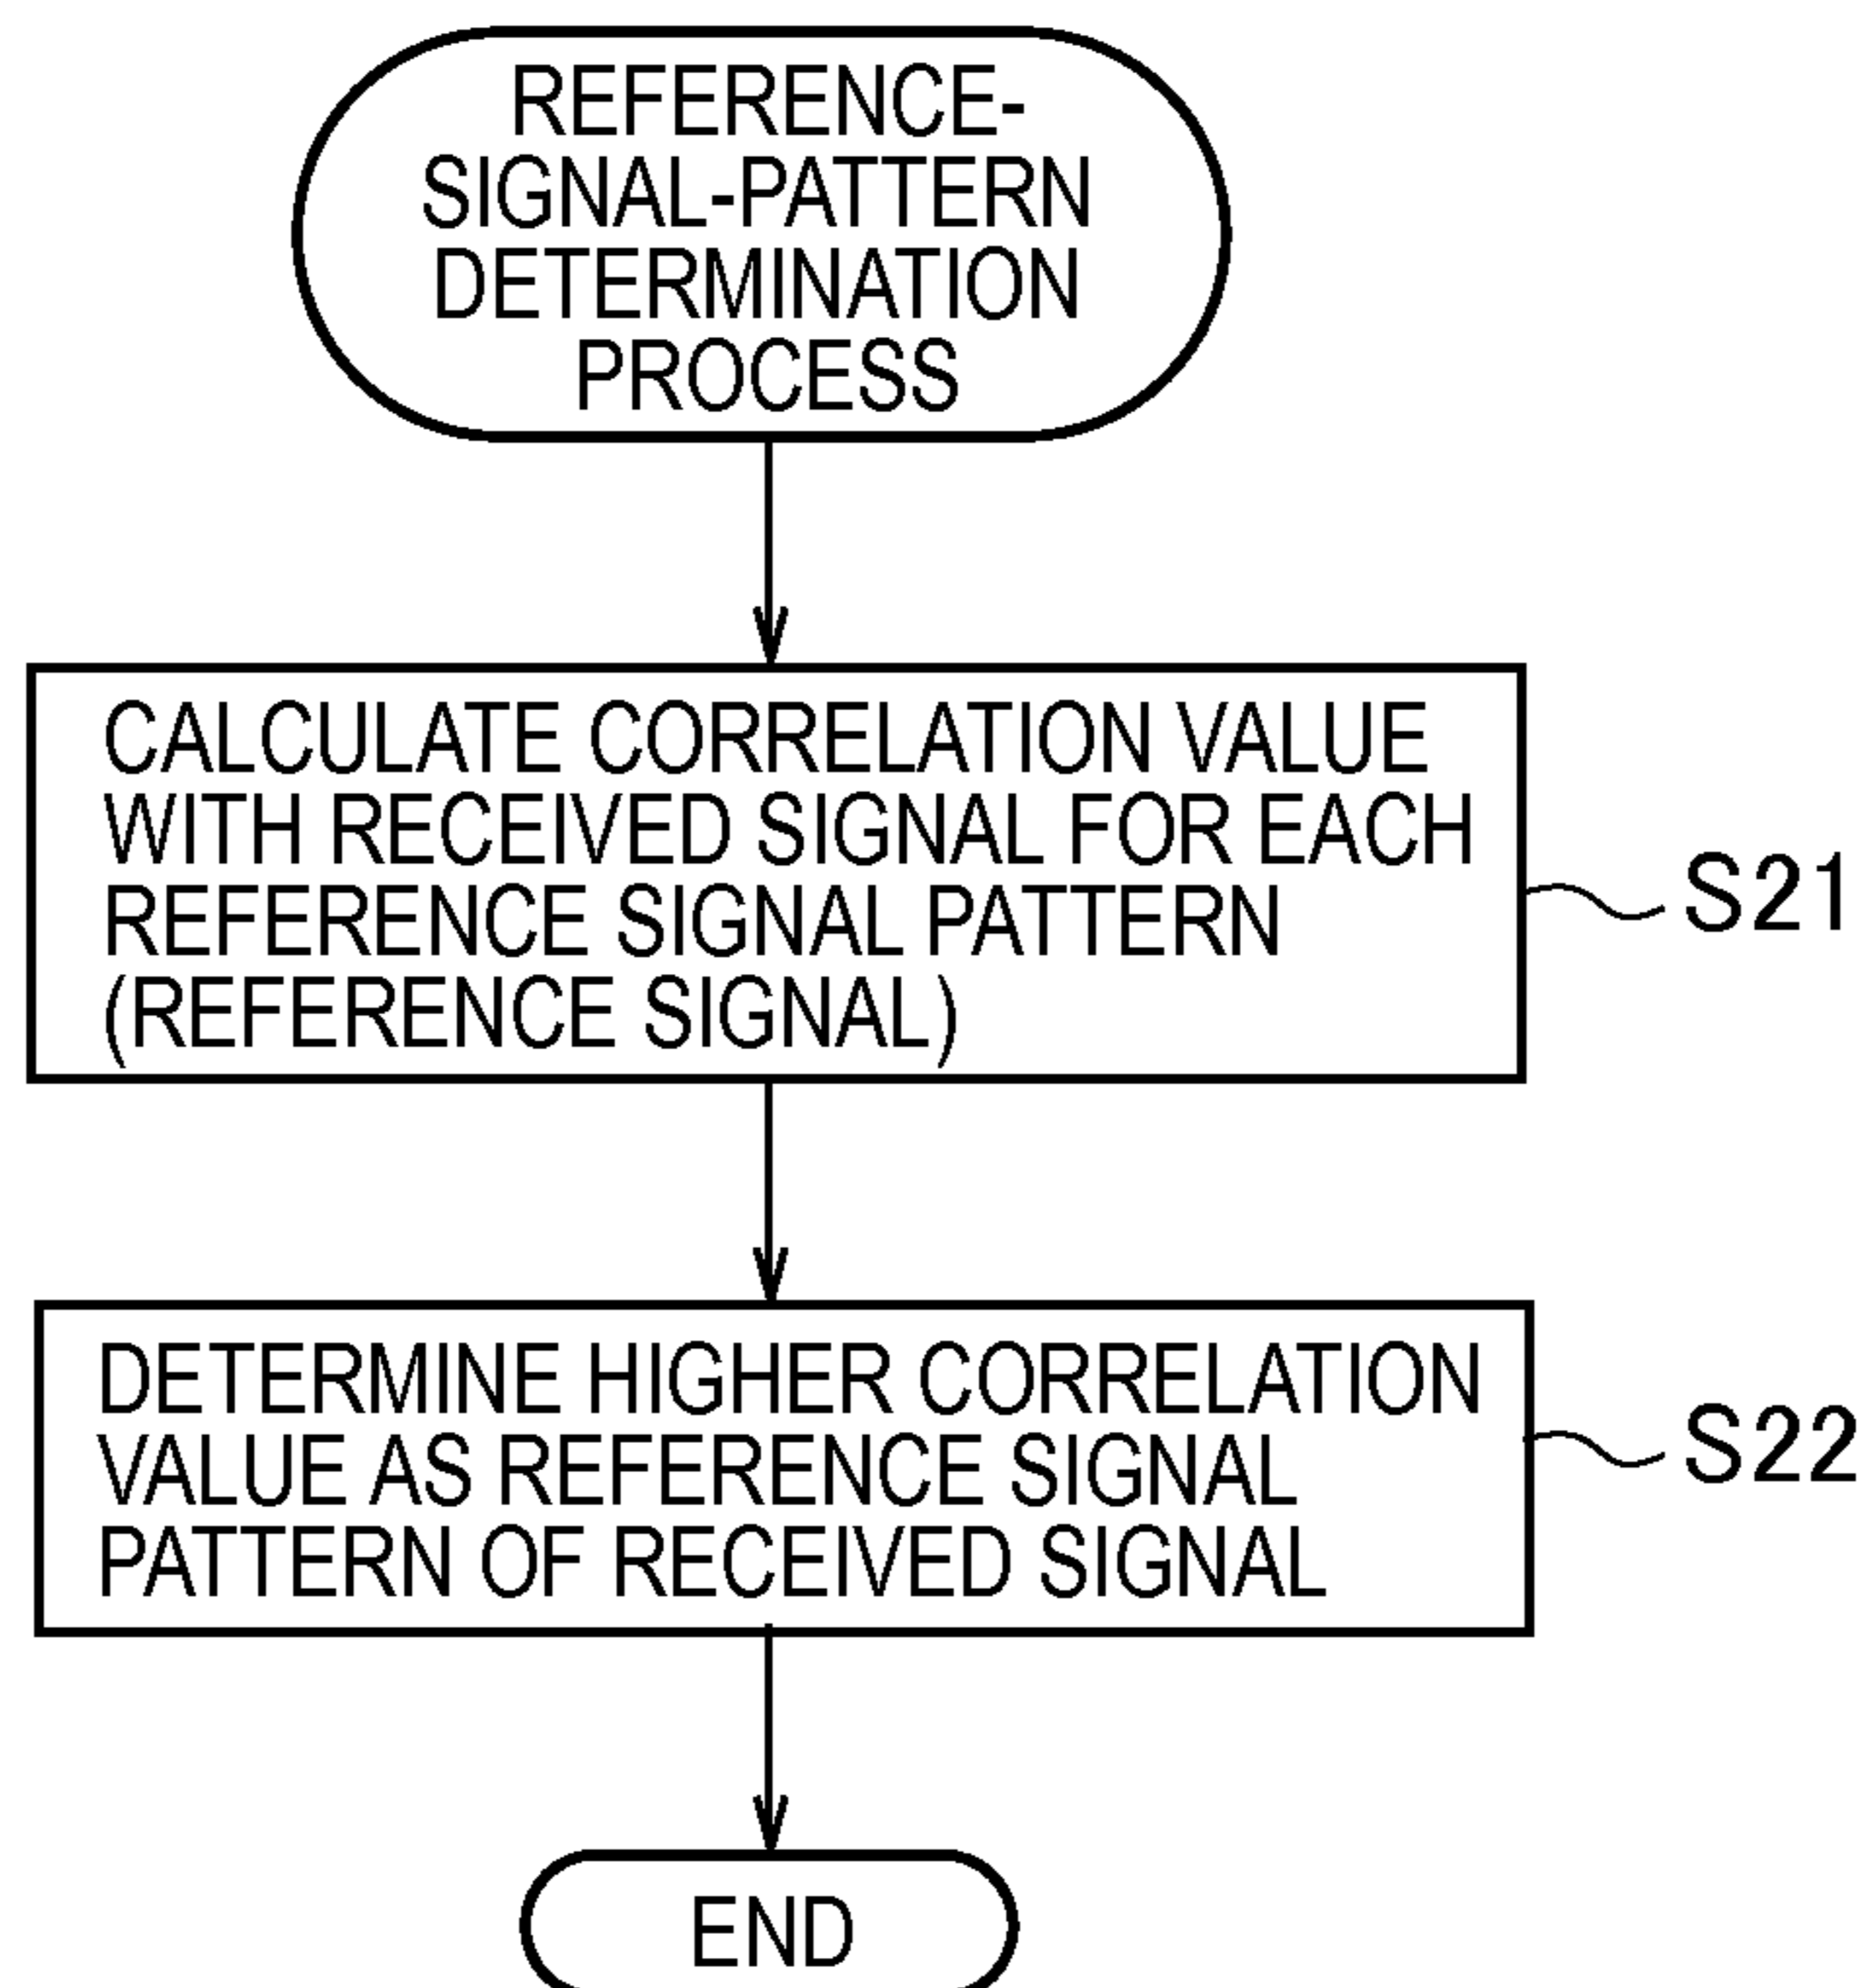 REFERENCE-
SIGNAL-PATTERN
DETERMINATION
PROCESS
CALCULATE CORRELATION VALUE
WITH RECEIVED SIGNAL FOR EACH
REFERENCE SIGNAL PATTERN
(REFERENCE SIGNAL)
S21
DETERMINE HIGHER CORRELATION
VALUE AS REFERENCE SIGNAL
PATTERN OF RECEIVED SIGNAL
S22
END